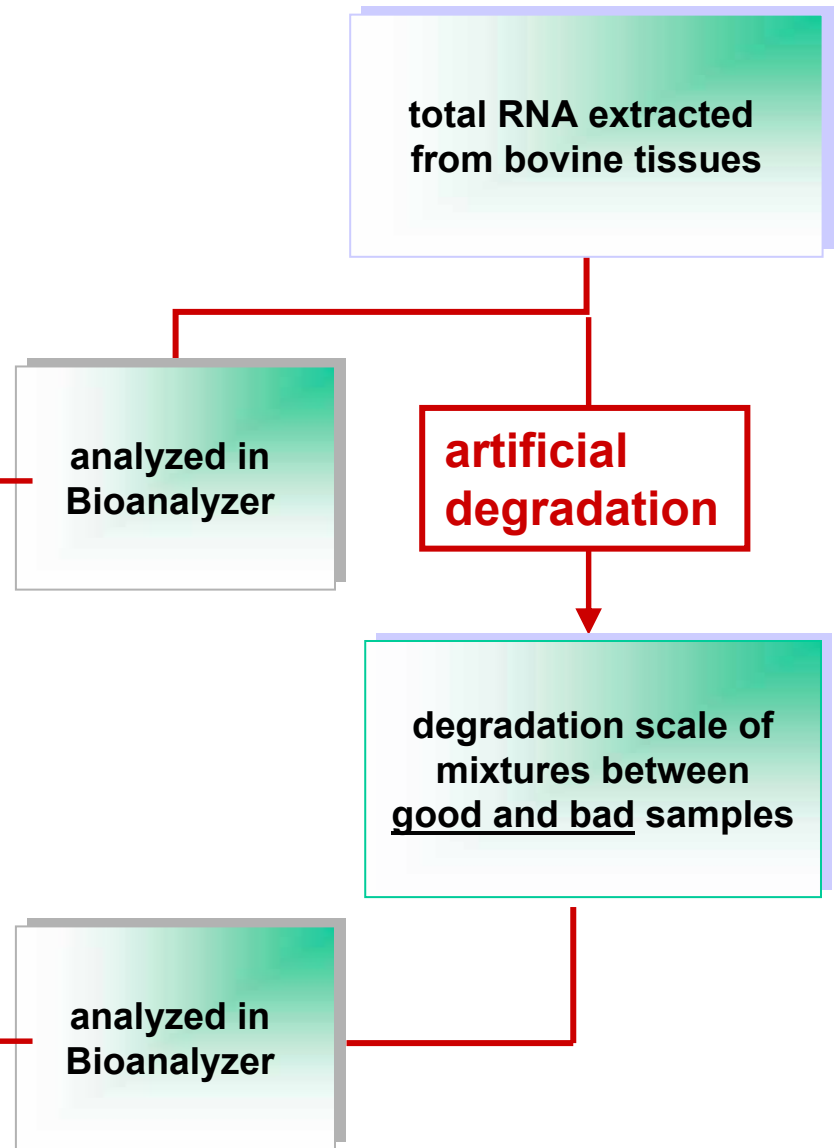 total RNA extracted
from bovine tissues
analyzed in
Bioanalyzer
artificial
degradation
degradation scale of
mixtures between
good and bad samples
analyzed in
Bioanalyzer